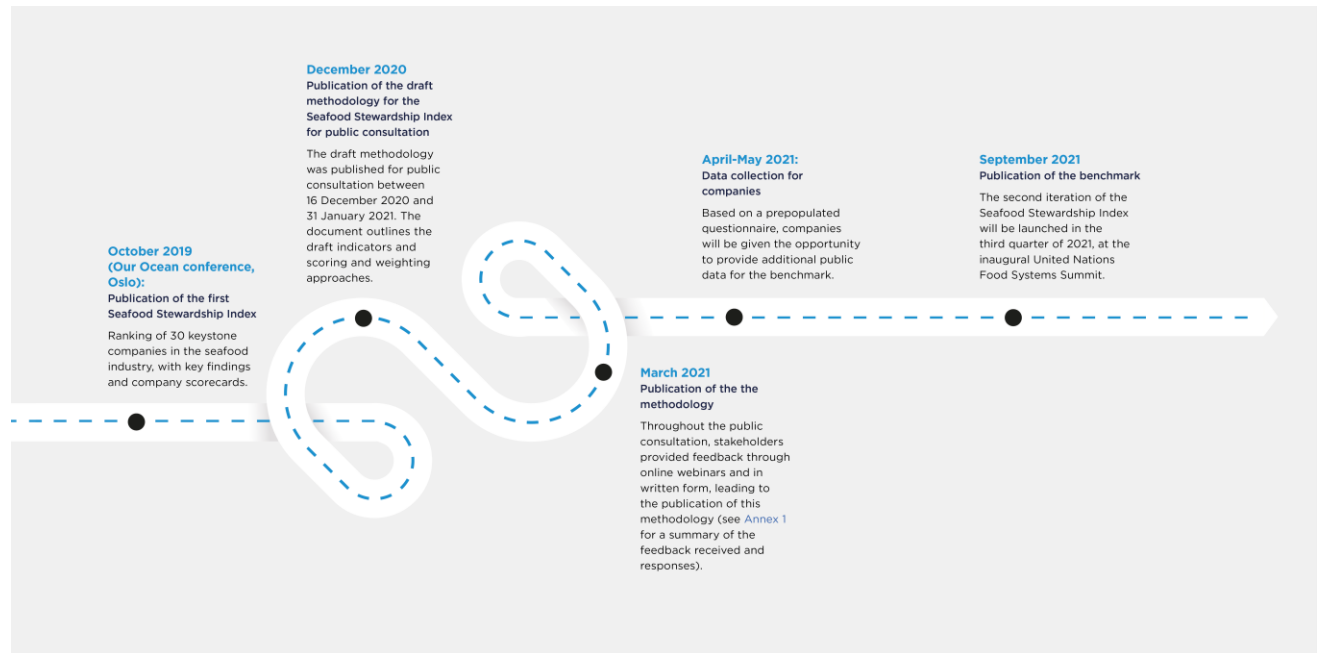 October 2019
(Our Ocean conference,
Oslo):
Publication of the first
Seafood Stewardship Index
Ranking of 30 keystone
companies in the seafood
industry, with key findings
and company scorecards.
December 2020
Publication of the draft
methodology for the
Seafood Stewardship Index
for public consultation
The draft methodology
was published for public
consultation between
16 December 2020 and
31 January 2021. The
document outlines the
draft indicators and
scoring and weighting
approaches.
March 2021
Publication of the the
methodology
Throughout the public
consultation, stakeholders
provided feedback through
online webinars and in
written form, leading to
the publication of this
methodology (see Annex 1
for a summary of the
feedback received and
responses).
April-May 2021:
Data collection for
companies
Based on a prepopulated
questionnaire, companies
will be given the opportunity
to provide additional public
data for the benchmark.
September 2021
Publication of the benchmark
The second iteration of the
Seafood Stewardship Index
will be launched in the
third quarter of 2021, at the
inaugural United Nations
Food Systems Summit.